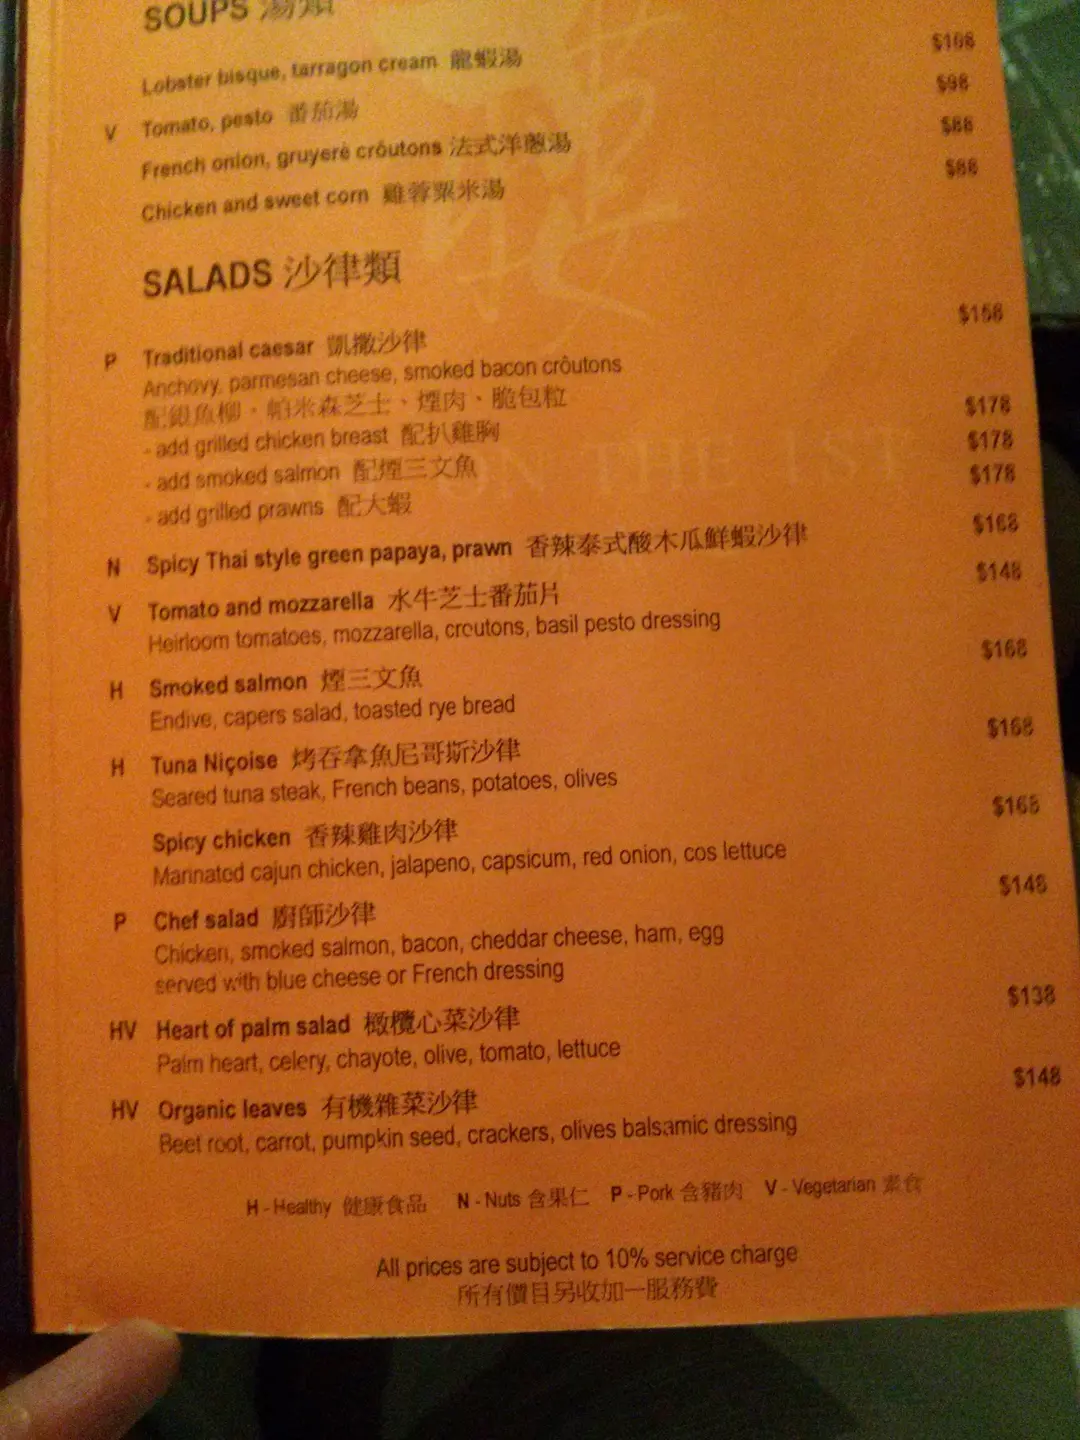 SOUPS 湯類
Lobster bisque, tarragon cream 龍蝦湯 $108
V Tomato, pesto 番茄湯 $98
French onion, gruyerè crôutons 法式洋蔥湯 $88
Chicken and sweet corn 雞蓉粟米湯 $88
SALADS 沙律類
P Traditional caesar 凱撒沙律 $158
Anchovy, parmesan cheese, smoked bacon crôutons
配銀魚柳、帕米森芝士、煙肉、脆包粒
- add grilled chicken breast 配扒雞胸 $178
- add smoked salmon 配煙三文魚 $178
- add grilled prawns 配大蝦 $178
ON THE 1ST
N Spicy Thai style green papaya, prawn 香辣泰式酸木瓜鮮蝦沙律 $168
V Tomato and mozzarella 水牛芝士番茄片 $148
Heirloom tomatoes, mozzarella, croutons, basil pesto dressing
H Smoked salmon 煙三文魚 $168
Endive, capers salad, toasted rye bread
H Tuna Niçoise 烤吞拿魚尼哥斯沙律 $168
Seared tuna steak, French beans, potatoes, olives
Spicy chicken 香辣雞肉沙律 $168
Marinated cajun chicken, jalapeno, capsicum, red onion, cos lettuce
P Chef salad 廚師沙律 $148
Chicken, smoked salmon, bacon, cheddar cheese, ham, egg
served with blue cheese or French dressing
HV Heart of palm salad 橄欖心菜沙律 $138
Palm heart, celery, chayote, olive, tomato, lettuce
HV Organic leaves 有機雜菜沙律 $148
Beet root, carrot, pumpkin seed, crackers, olives balsamic dressing
H - Healthy 健康食品 N - Nuts 含果仁 P - Pork 含豬肉 V - Vegetarian 素食
All prices are subject to 10% service charge
所有價目另收加一服務費